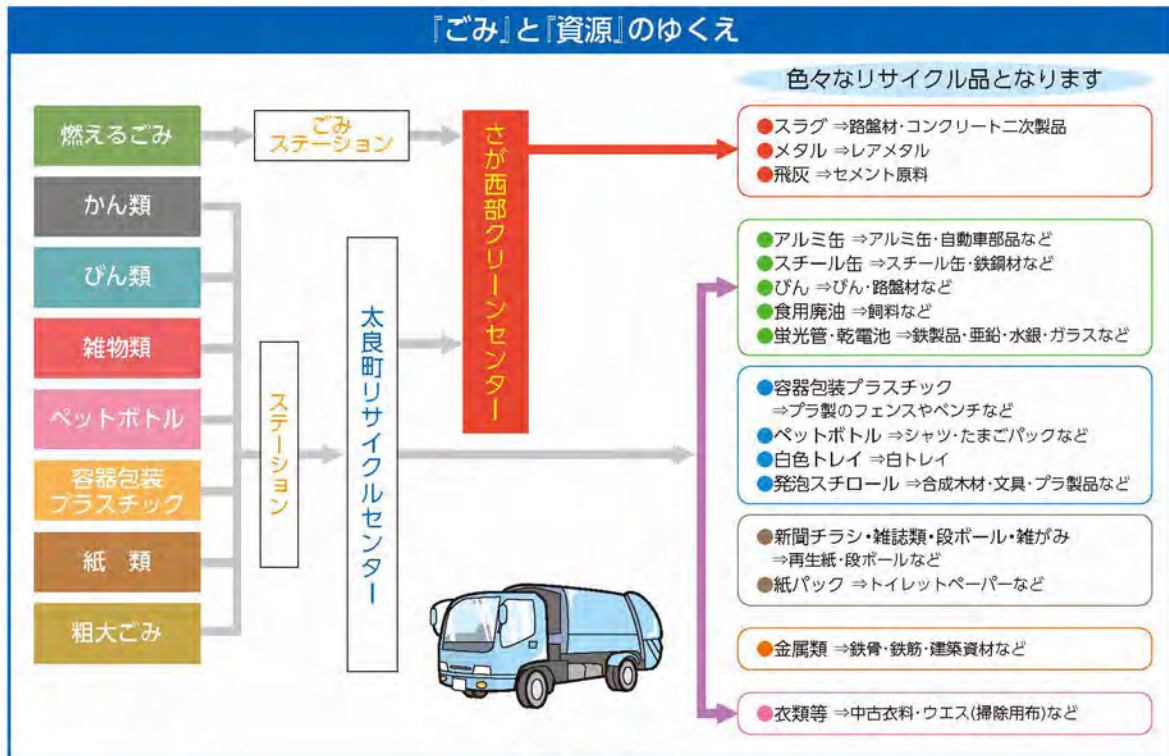 『ごみ』と『資源』のゆくえ
色々なリサイクル品となります
燃えるごみ
かん類
びん類
雑物類
ペットボトル
容器包装
プラスチック
紙　類
粗大ごみ
ごみ
ステーション
ステーション
太良町リサイクルセンター
さが西部クリーンセンター
●スラグ ⇒路盤材・コンクリート二次製品
●メタル ⇒レアメタル
●飛灰 ⇒セメント原料
●アルミ缶 ⇒アルミ缶・自動車部品など
●スチール缶 ⇒スチール缶・鉄鋼材など
●びん ⇒びん・路盤材など
●食用廃油 ⇒飼料など
●蛍光管・乾電池 ⇒鉄製品・亜鉛・水銀・ガラスなど
●容器包装プラスチック
⇒プラ製のフェンスやベンチなど
●ペットボトル ⇒シャツ・たまごパックなど
●白色トレイ ⇒白トレイ
●発泡スチロール ⇒合成木材・文具・プラ製品など
●新聞チラシ・雑誌類・段ボール・雑がみ
⇒再生紙・段ボールなど
●紙パック ⇒トイレットペーパーなど
●金属類 ⇒鉄骨・鉄筋・建築資材など
●衣類等 ⇒中古衣料・ウエス(掃除用布)など